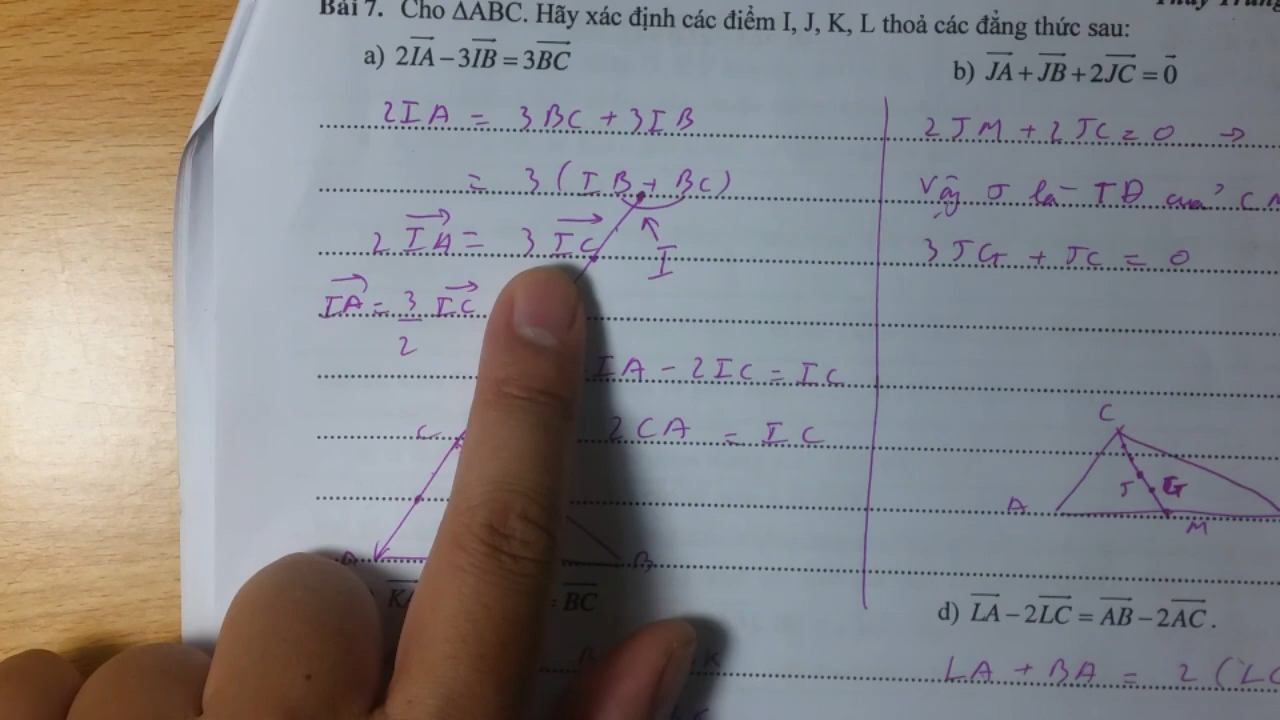 Bài 7. Cho ΔABC. Hãy xác định các điểm I, J, K, L thoả các đẳng thức sau:
a) 2IA – 3IB = 3BC
2IA = 3BC + 3IB
= 3 (IB + BC)
2IA = 3IC
I
IA = 3/2 IC
IA - 2IC = IC
2CA = IC
C
B
BC
b) JA + JB + 2JC = 0
2JM + 2JC = 0 →
Vậy J là TĐ của CM
3JG + JC = 0
C
J G
A
M
d) LA – 2LC = AB – 2AC.
LA + BA = 2 (LC